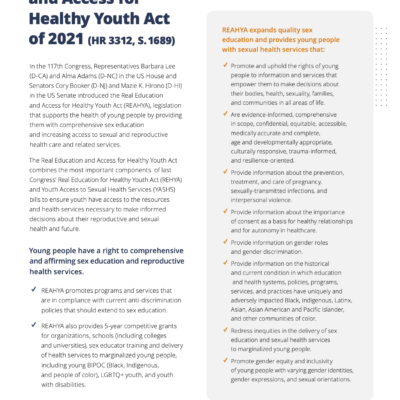 and Access for
Healthy Youth Act
of 2021 (HR 3312, S.1689)
In the 117th Congress, Representatives Barbara Lee
(D-CA) and Alma Adams (D-NC) in the US House and
Senators Cory Booker (D-NJ) and Mazie K. Hirono (D-HI)
in the US Senate introduced the Real Education
and Access for Healthy Youth Act (REAHYA), legislation
that supports the health of young people by providing
them with comprehensive sex education
and increasing access to sexual and reproductive
health care and related services.
The Real Education and Access for Healthy Youth Act
combines the most important components of last
Congress' Real Education for Healthy Youth Act (REHYA)
and Youth Access to Sexual Health Services (YASHS)
bills to ensure youth have access to the resources
and health services necessary to make informed
decisions about their reproductive and sexual
health and future.
Young people have a right to comprehensive
and affirming sex education and reproductive
health services.
✓ REAHYA promotes programs and services that
are in compliance with current anti-discrimination
policies that should extend to sex education.
✓ REAHYA also provides 5-year competitive grants
for organizations, schools (including colleges
and universities), sex educator training and delivery
of health services to marginalized young people,
including young BIPOC (Black, Indigenous,
and people of color), LGBTQ+ youth, and youth
with disabilities.
REAHYA expands quality sex
education and provides young people
with sexual health services that:
✓ Promote and uphold the rights of young
people to information and services that
empower them to make decisions about
their bodies, health, sexuality, families,
and communities in all areas of life.
✓ Are evidence-informed, comprehensive
in scope, confidential, equitable, accessible,
medically accurate and complete,
age and developmentally appropriate,
culturally responsive, trauma-informed,
and resilience-oriented.
✓ Provide information about the prevention,
treatment, and care of pregnancy,
sexually-transmitted infections, and
interpersonal violence.
✓ Provide information about the importance
of consent as a basis for healthy relationships
and for autonomy in healthcare.
✓ Provide information on gender roles
and gender discrimination.
✓ Provide information on the historical
and current condition in which education
and health systems, policies, programs,
services, and practices have uniquely and
adversely impacted Black, Indigenous, Latinx,
Asian, Asian American and Pacific Islander,
and other communities of color.
✓ Redress inequities in the delivery of sex
education and sexual health services
to marginalized young people.
✓ Promote gender equity and inclusivity
of young people with varying gender identities,
gender expressions, and sexual orientations.